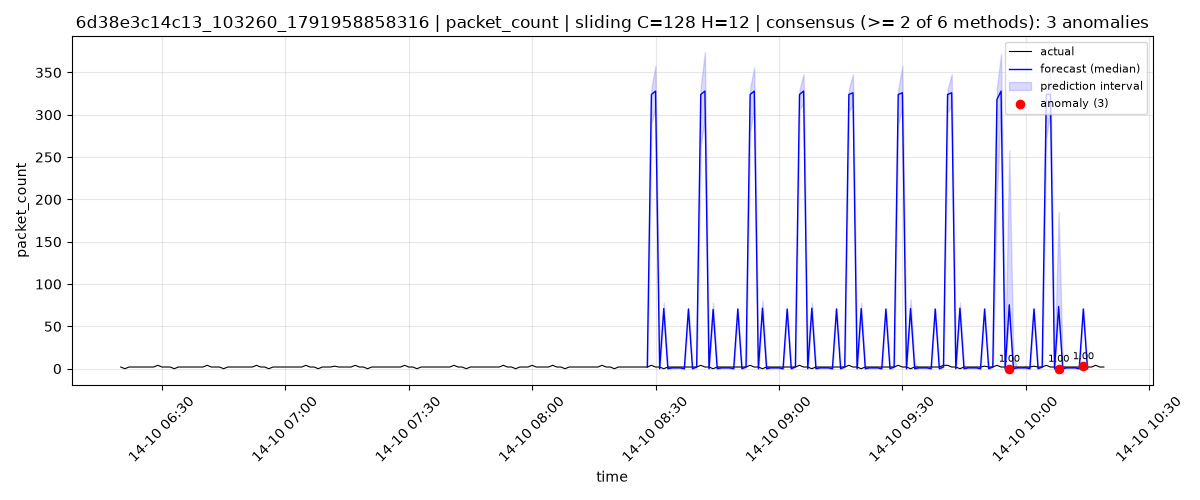 6d38e3c14c13_103260_1791958858316 | packet_count | sliding C=128 H=12 | consensus (>= 2 of 6 methods): 3 anomalies
actual
forecast (median)
prediction interval
anomaly (3)
packet_count
350
300
250
200
150
100
50
0
1.00
1.00
1.00
14-10 06:30
14-10 07:00
14-10 07:30
14-10 08:00
14-10 08:30
14-10 09:00
14-10 09:30
14-10 10:00
14-10 10:30
time